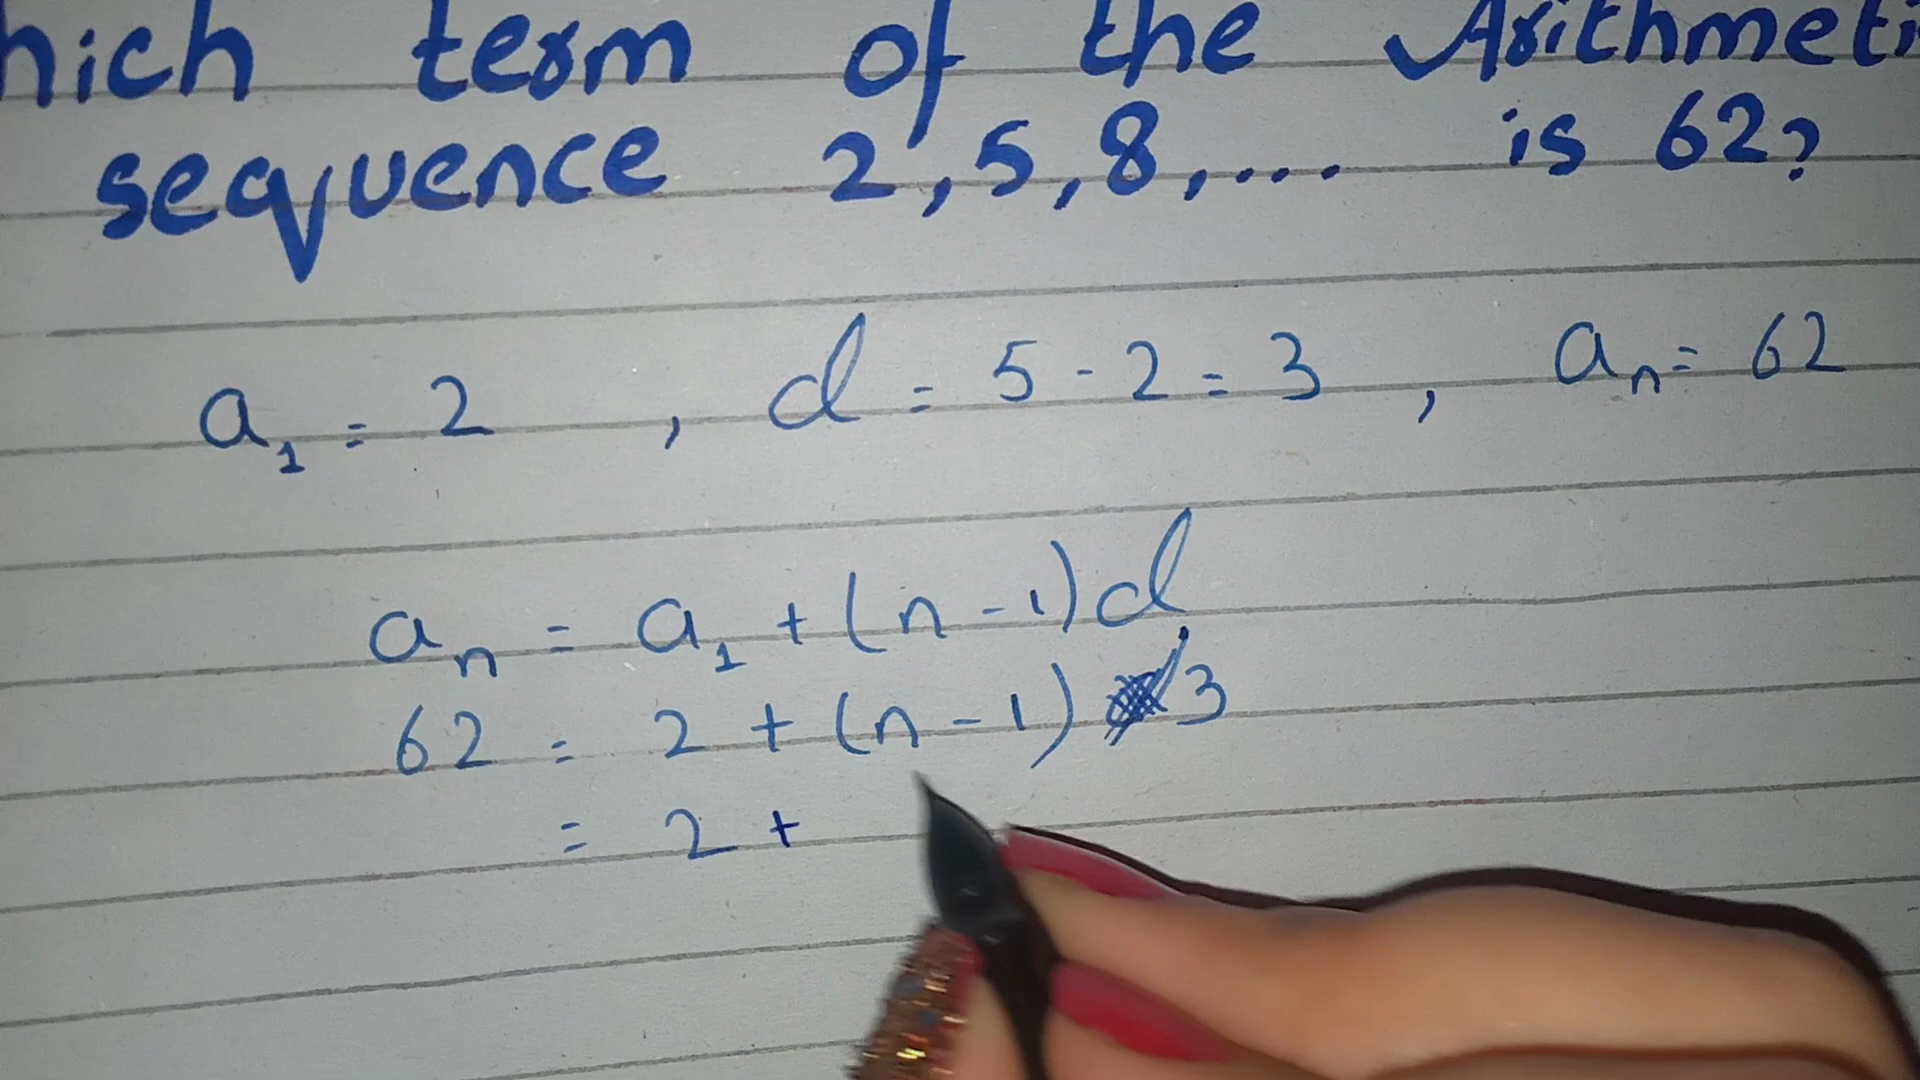 hich term of the Arithmeti
sequence 2,5,8,.... is 62?
a₁ = 2 , d = 5 - 2 = 3 , aₙ = 62
aₙ = a₁ + (n - 1) d
62 = 2 + (n - 1) 3
= 2 +